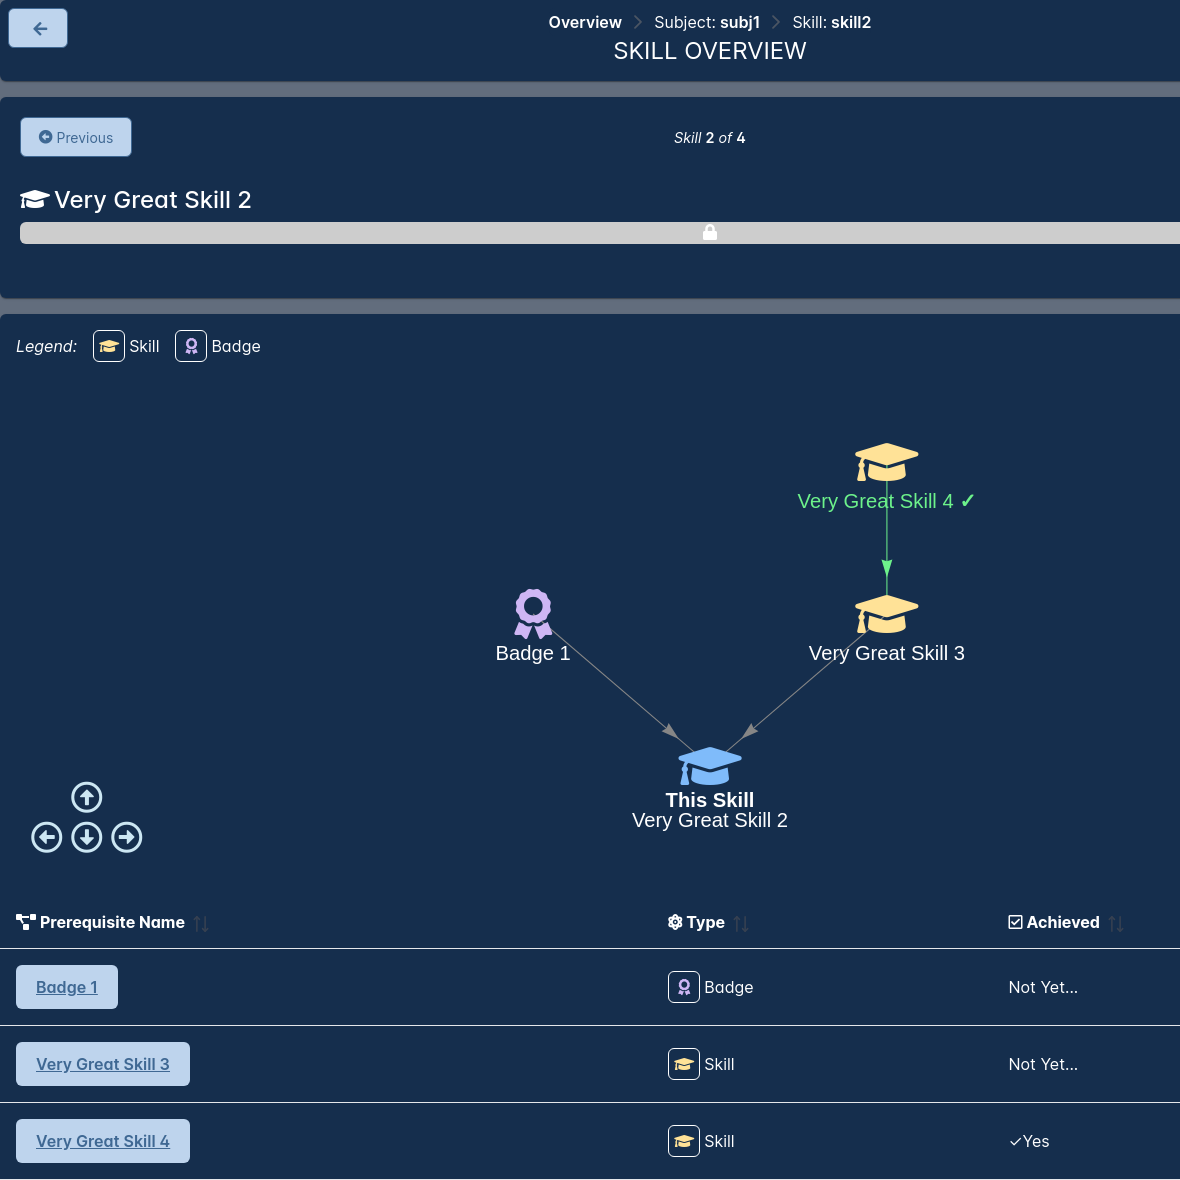 Overview Subject: subj1 Skill: skill2
SKILL OVERVIEW
Previous
Skill 2 of 4
Very Great Skill 2
Legend: Skill Badge
Very Great Skill 4 ✓
Badge 1
Very Great Skill 3
This Skill
Very Great Skill 2
Prerequisite Name Type Achieved
Badge 1 Badge Not Yet...
Very Great Skill 3 Skill Not Yet...
Very Great Skill 4 Skill ✓Yes